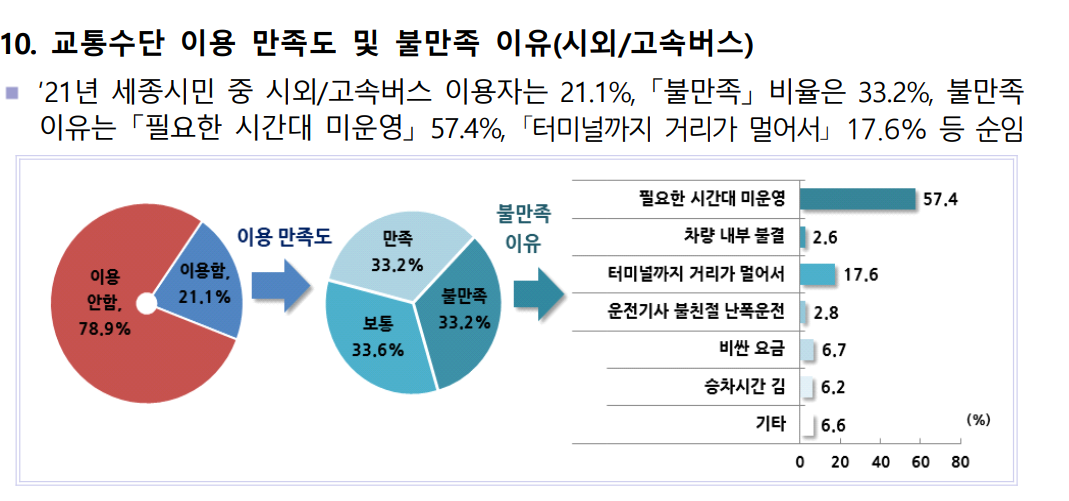 10. 교통수단 이용 만족도 및 불만족 이유(시외/고속버스)
■ ’21년 세종시민 중 시외/고속버스 이용자는 21.1%,「불만족」비율은 33.2%, 불만족
이유는「필요한 시간대 미운영」57.4%,「터미널까지 거리가 멀어서」17.6% 등 순임
이용
안함,
78.9%
이용함,
21.1%
이용 만족도
만족
33.2%
보통
33.6%
불만족
33.2%
불만족
이유
필요한 시간대 미운영 57.4
차량 내부 불결 2.6
터미널까지 거리가 멀어서 17.6
운전기사 불친절 난폭운전 2.8
비싼 요금 6.7
승차시간 김 6.2
기타 6.6
(%)
0 20 40 60 80